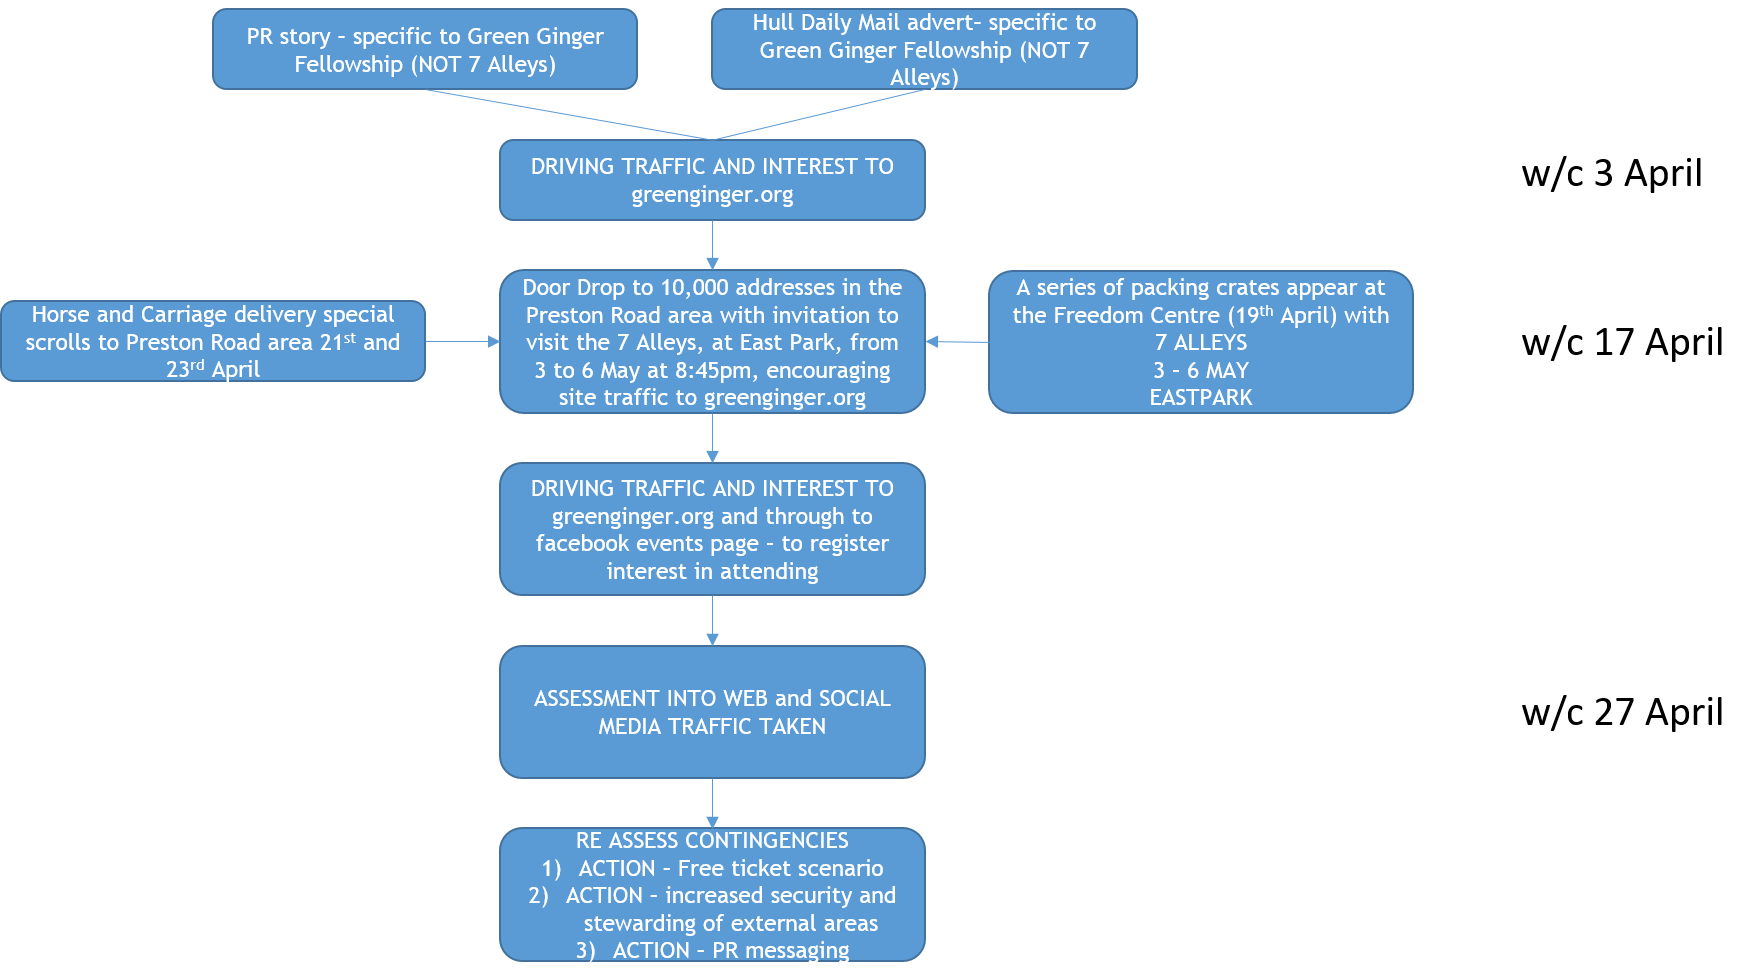 PR story – specific to Green Ginger
Fellowship (NOT 7 Alleys)
Hull Daily Mail advert– specific to
Green Ginger Fellowship (NOT 7
Alleys)
DRIVING TRAFFIC AND INTEREST TO
greenginger.org
w/c 3 April
Horse and Carriage delivery special
scrolls to Preston Road area 21st and
23rd April
Door Drop to 10,000 addresses in the
Preston Road area with invitation to
visit the 7 Alleys, at East Park, from
3 to 6 May at 8:45pm, encouraging
site traffic to greenginger.org
A series of packing crates appear at
the Freedom Centre (19th April) with
7 ALLEYS
3 – 6 MAY
EASTPARK
w/c 17 April
DRIVING TRAFFIC AND INTEREST TO
greenginger.org and through to
facebook events page – to register
interest in attending
ASSESSMENT INTO WEB and SOCIAL
MEDIA TRAFFIC TAKEN
w/c 27 April
RE ASSESS CONTINGENCIES
1) ACTION – Free ticket scenario
2) ACTION – increased security and
stewarding of external areas
3) ACTION – PR messaging